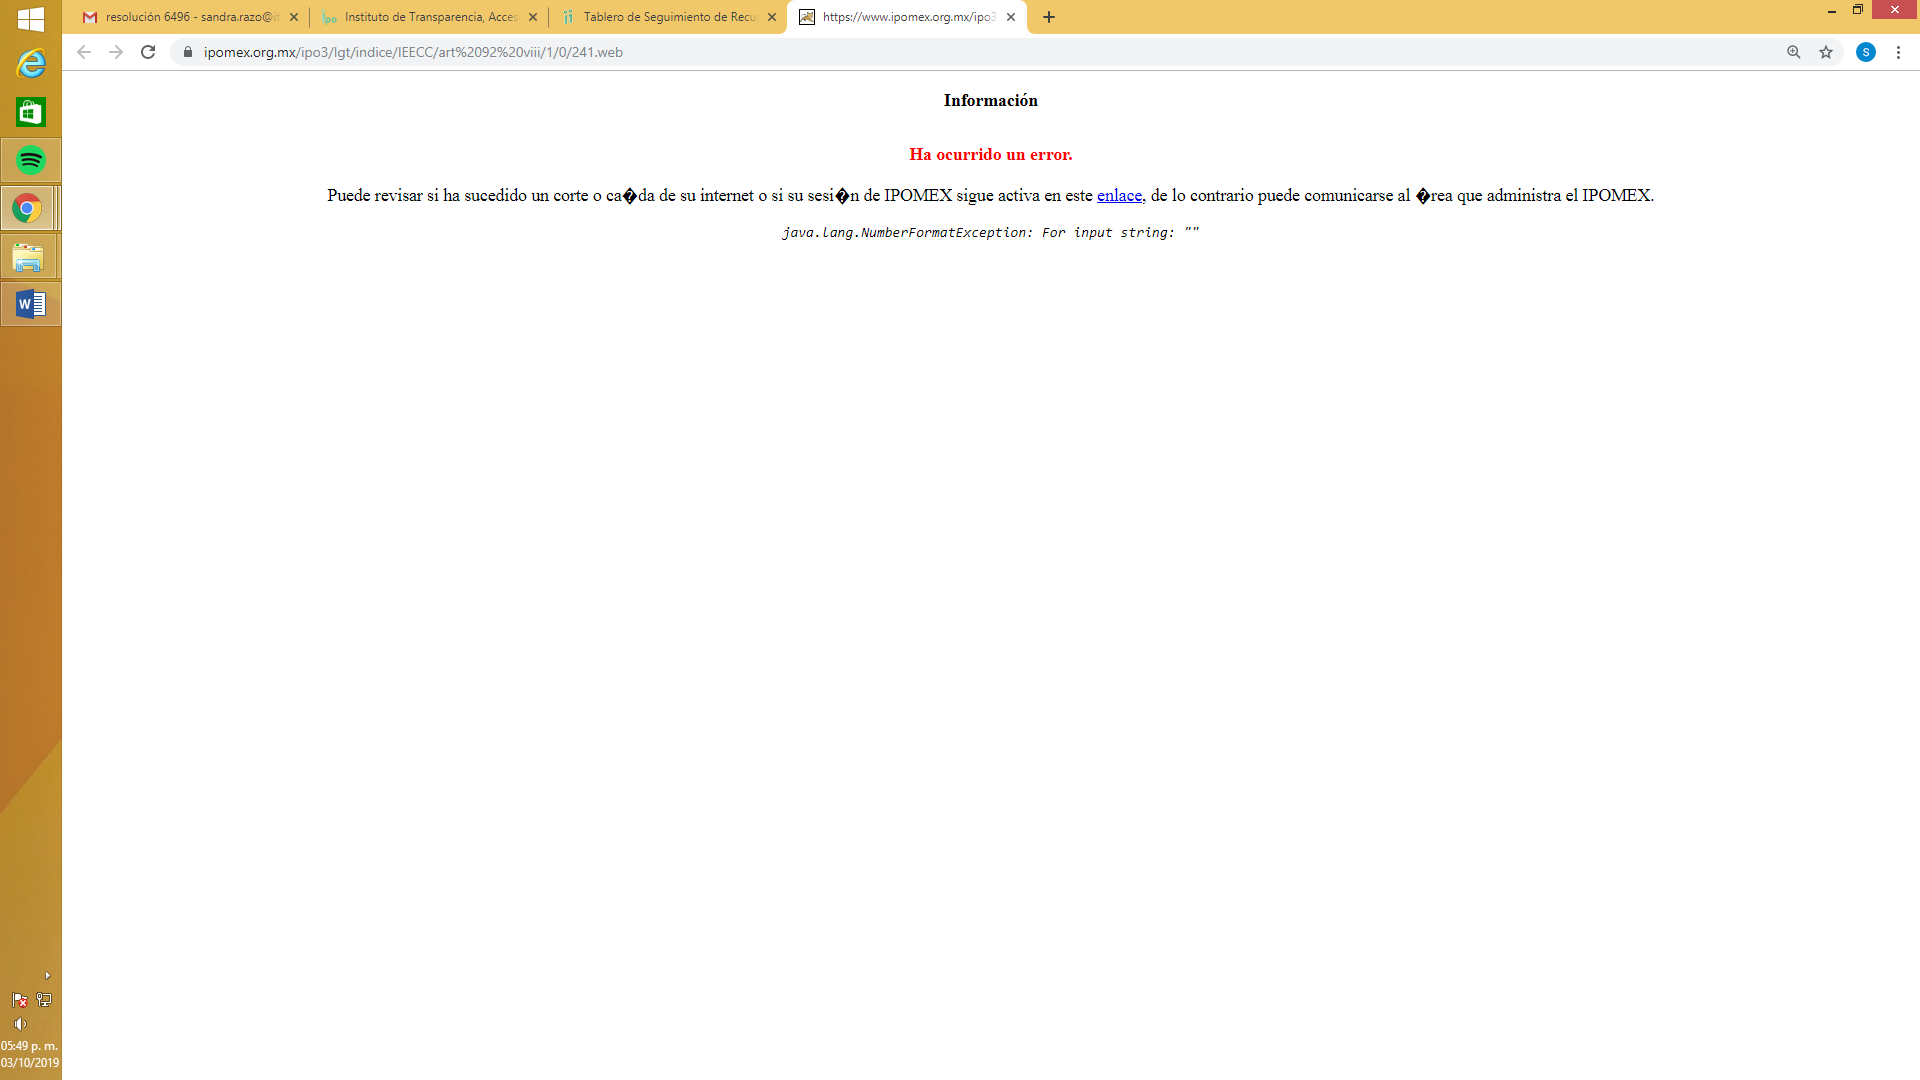 resolución 6496 - sandra.razo@it
Instituto de Transparencia, Acces
Tablero de Seguimiento de Recu
https://www.ipomex.org.mx/ipo3
ipomex.org.mx/ipo3/lgt/indice/IEECC/art%2092%20viii/1/0/241.web
S
Información
Ha ocurrido un error.
Puede revisar si ha sucedido un corte o ca�da de su internet o si su sesi�n de IPOMEX sigue activa en este enlace, de lo contrario puede comunicarse al �rea que administra el IPOMEX.
java.lang.NumberFormatException: For input string: ""
05:49 p. m.
03/10/2019